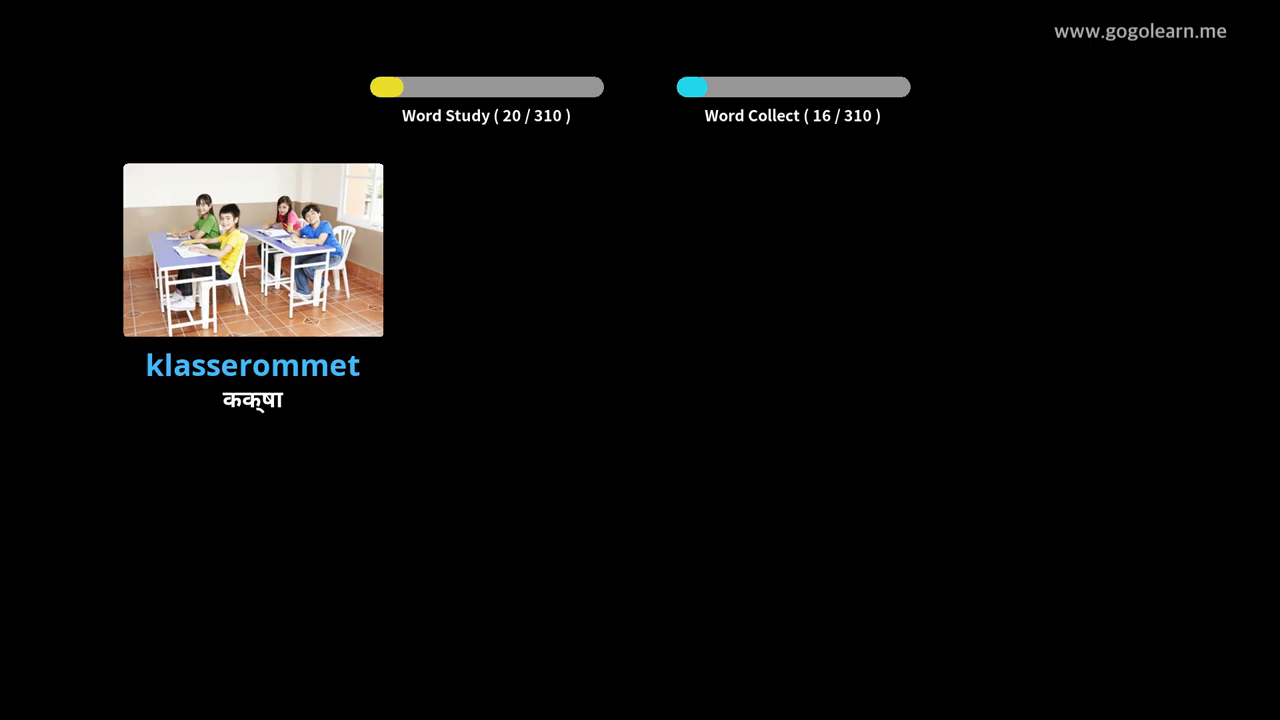 www.gogolearn.me
Word Study ( 20 / 310 )
Word Collect ( 16 / 310 )
klasserommet
कक्षा